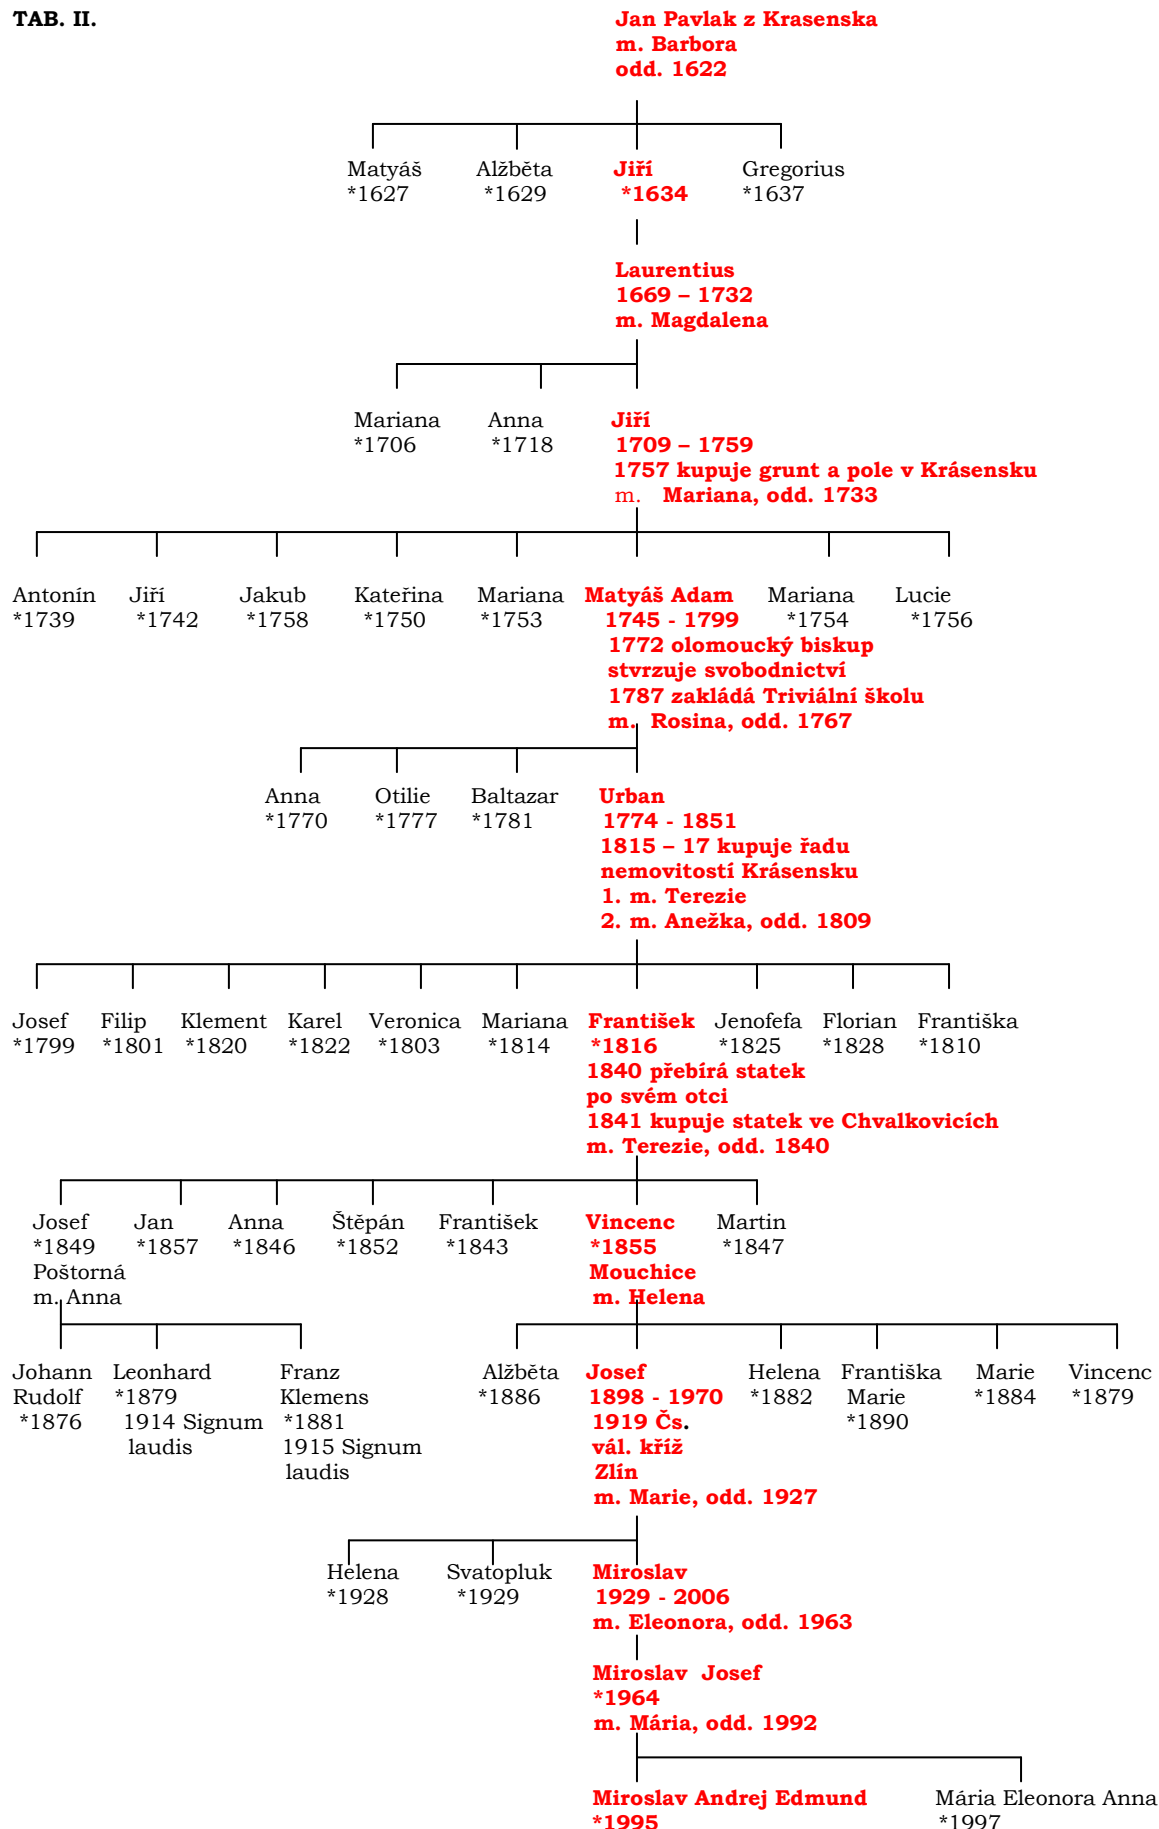 TAB. II.
Jan Pavlak z Krasenska
m. Barbora
odd. 1622
Matyáš Alžběta Jiří Gregorius
*1627 *1629 *1634 *1637
Laurentius
1669 – 1732
m. Magdalena
Mariana Anna Jiří
*1706 *1718 1709 – 1759
1757 kupuje grunt a pole v Krásensku
m. Mariana, odd. 1733
Antonín Jiří Jakub Kateřina Mariana Matyáš Adam Mariana Lucie
*1739 *1742 *1758 *1750 *1753 1745 - 1799 *1754 *1756
1772 olomoucký biskup
stvrzuje svobodnictví
1787 zakládá Triviální školu
m. Rosina, odd. 1767
Anna Otilie Baltazar Urban
*1770 *1777 *1781 1774 - 1851
1815 – 17 kupuje řadu
nemovitostí Krásensku
1. m. Terezie
2. m. Anežka, odd. 1809
Josef Filip Klement Karel Veronica Mariana František Jenofefa Florian Františka
*1799 *1801 *1820 *1822 *1803 *1814 *1816 *1825 *1828 *1810
1840 přebírá statek
po svém otci
1841 kupuje statek ve Chvalkovicích
m. Terezie, odd. 1840
Josef Jan Anna Štěpán František Vincenc Martin
*1849 *1857 *1846 *1852 *1843 *1855 *1847
Poštorná Mouchice
m. Anna m. Helena
Johann Leonhard Franz Alžběta Josef Helena Františka Marie Vincenc
Rudolf *1879 Klemens *1886 1898 - 1970 *1882 Marie *1884 *1879
*1876 1914 Signum *1881 1919 Čs. *1890
laudis 1915 Signum vál. kříž
laudis Zlín
m. Marie, odd. 1927
Helena Svatopluk Miroslav
*1928 *1929 1929 - 2006
m. Eleonora, odd. 1963
Miroslav Josef
*1964
m. Mária, odd. 1992
Miroslav Andrej Edmund Mária Eleonora Anna
*1995 *1997